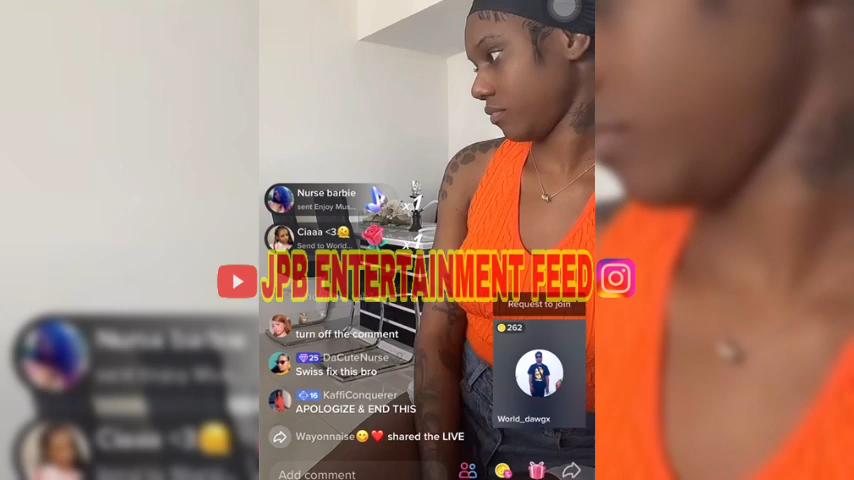 Nurse barbie
sent Enjoy Mus...
x1
Ciaaa <3
Send to World...
x1
JPB ENTERTAINMENT FEED
Request to join
262
turn off the comment
25 DaCuteNurse
Swiss fix this bro
16 KaffiConquerer
APOLOGIZE & END THIS
World_dawgx
Wayonnaise😋❤️ shared the LIVE
Add comment